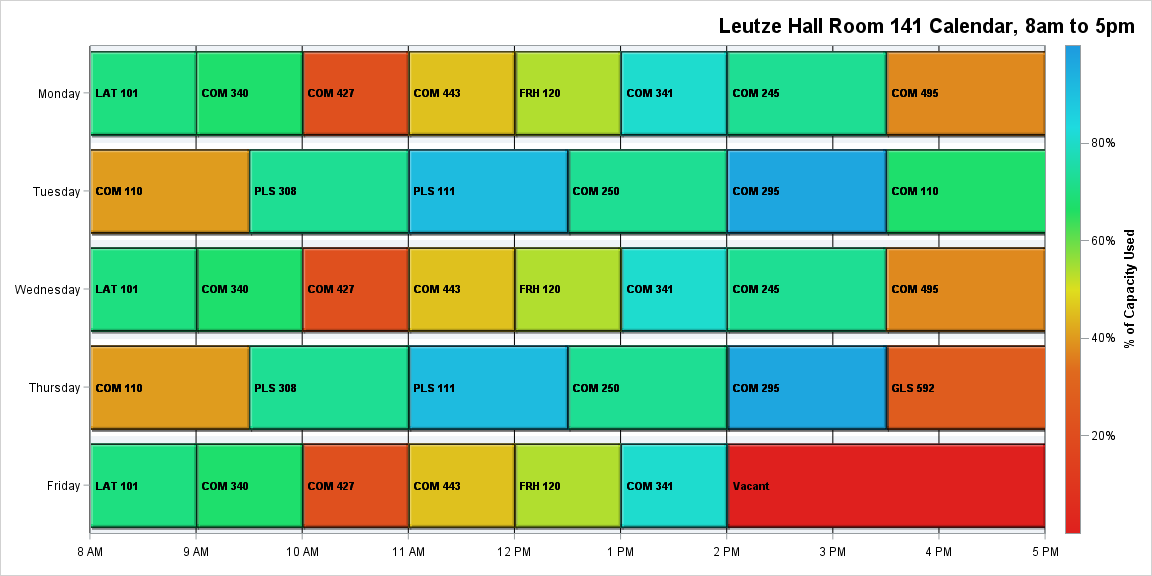 Leutze Hall Room 141 Calendar, 8am to 5pm
Monday LAT 101 COM 340 COM 427 COM 443 FRH 120 COM 341 COM 245 COM 495
80%
Tuesday COM 110 PLS 308 PLS 111 COM 250 COM 295 COM 110
60%
% of Capacity Used
Wednesday LAT 101 COM 340 COM 427 COM 443 FRH 120 COM 341 COM 245 COM 495
40%
Thursday COM 110 PLS 308 PLS 111 COM 250 COM 295 GLS 592
20%
Friday LAT 101 COM 340 COM 427 COM 443 FRH 120 COM 341 Vacant
8 AM 9 AM 10 AM 11 AM 12 PM 1 PM 2 PM 3 PM 4 PM 5 PM